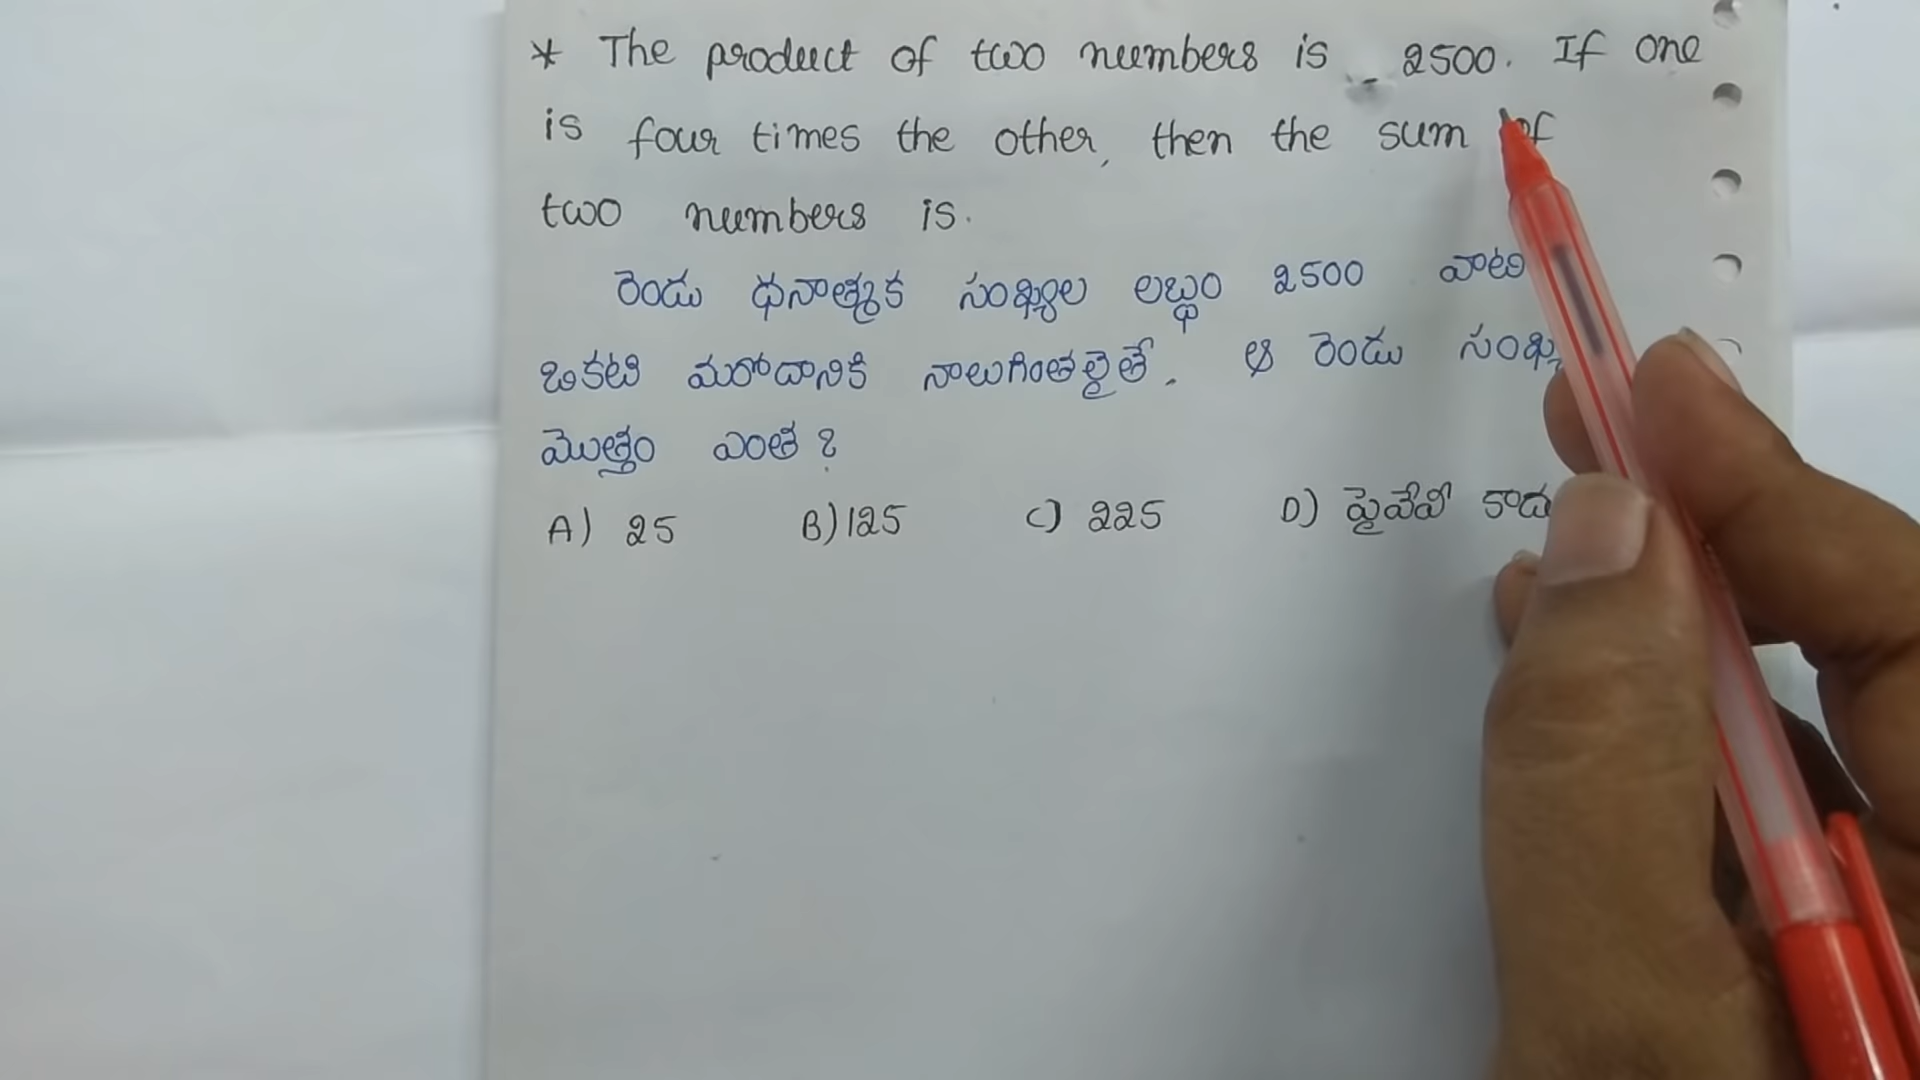 * The product of two numbers is 2500. If one
is four times the other, then the sum of
two numbers is.
రెండు ధనాత్మక సంఖ్యల లబ్ధం 2500 వాటి
ఒకటి మరోదానికి నాలుగింతలైతే. ఆ రెండు
మొత్తం ఎంత?
A) 25 B) 125 C) 225 D) పైవేవీ కాదు